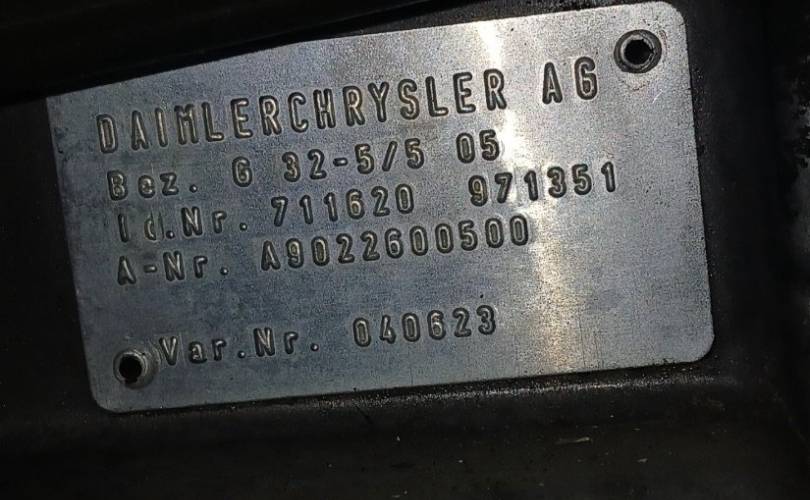 DAIMLERCHRYSLER AG
Bez. G 32-5/5 05
Id.Nr. 711620 971351
A-Nr. A9022600500
Var.Nr. 040623